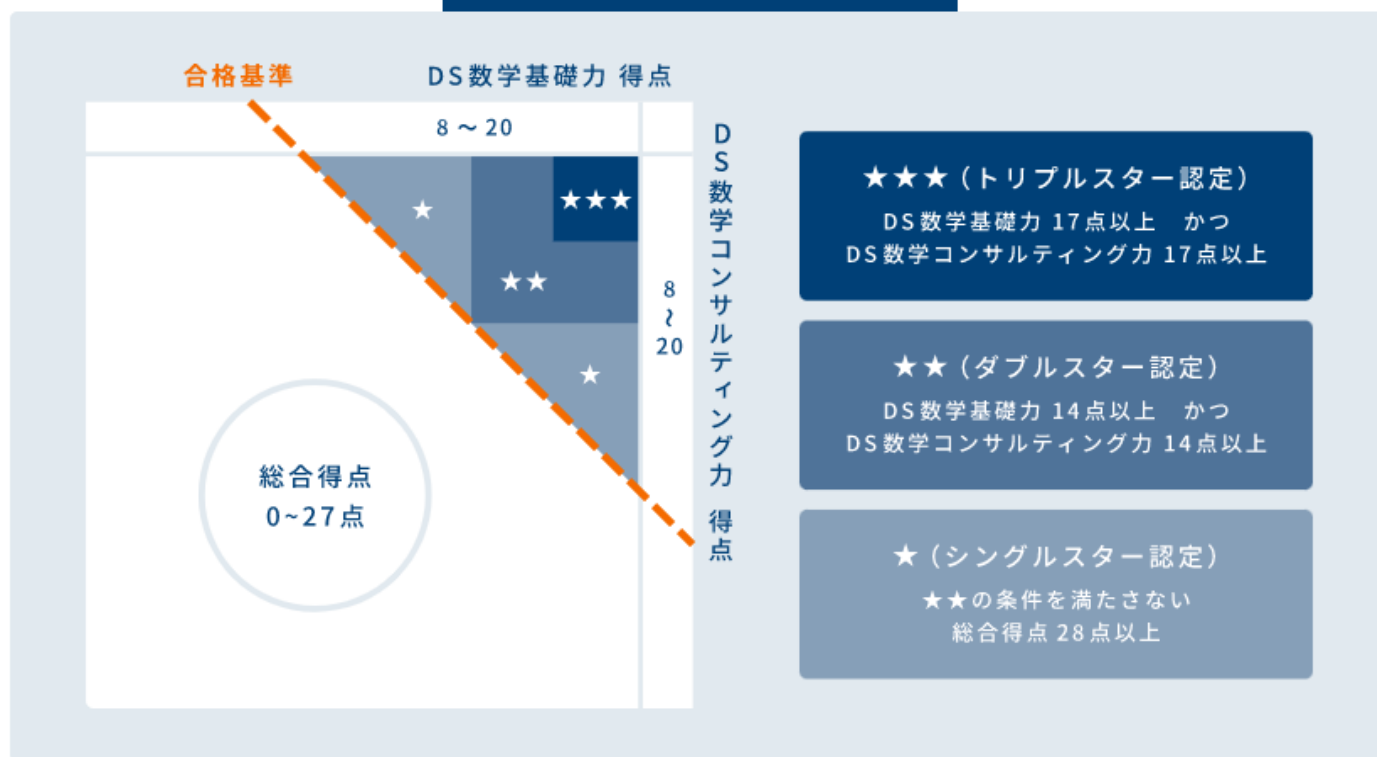 合格基準
DS数学基礎力 得点
8 ～ 20
DS数学コンサルティング力 得点
8～20
★
★★★
★★
★
総合得点
0~27点
★★★（トリプルスター認定）
DS数学基礎力 17点以上　かつ
DS数学コンサルティング力 17点以上
★★（ダブルスター認定）
DS数学基礎力 14点以上　かつ
DS数学コンサルティング力 14点以上
★（シングルスター認定）
★★の条件を満たさない
総合得点 28点以上